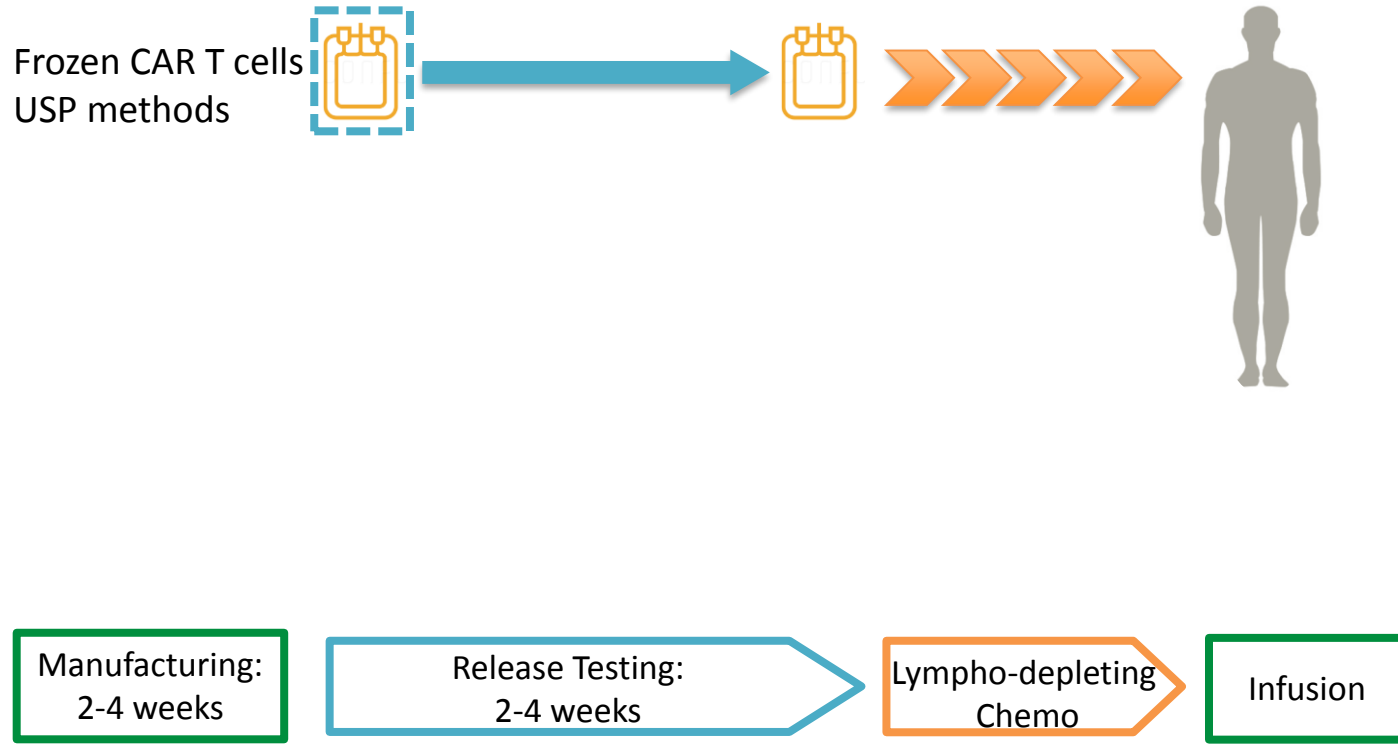 Frozen CAR T cells
USP methods
Manufacturing:
2-4 weeks
Release Testing:
2-4 weeks
Lympho-depleting
Chemo
Infusion